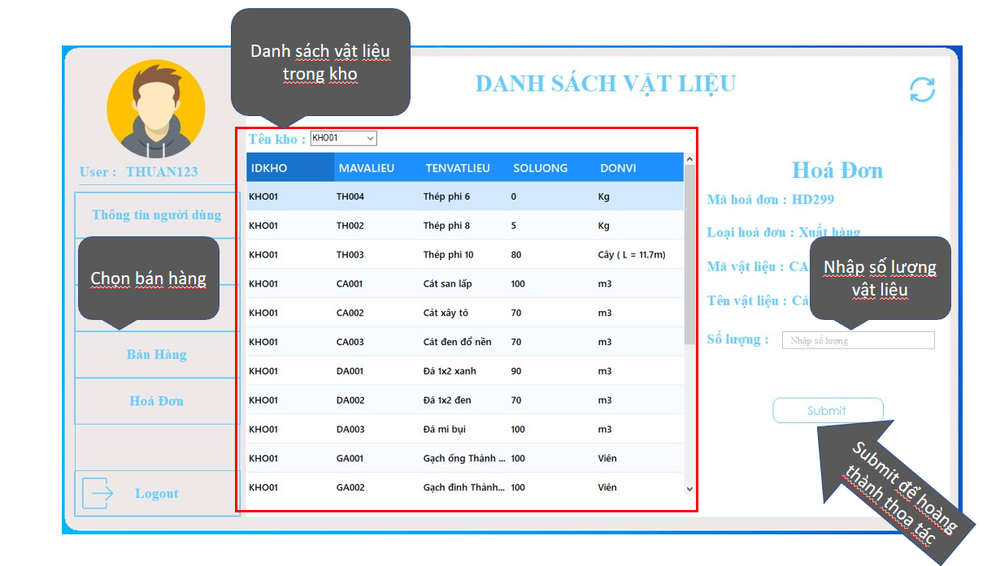 Danh sách vật liệu
trong kho
DANH SÁCH VẬT LIỆU
User : THUAN123
Thông tin người dùng
Chọn bán hàng
Bán Hàng
Hoá Đơn
Logout
Tên kho : KHO01
IDKHO MAVALIEU TENVATLIEU SOLUONG DONVI
KHO01 TH004 Thép phi 6 0 Kg
KHO01 TH002 Thép phi 8 5 Kg
KHO01 TH003 Thép phi 10 80 Cây ( L = 11.7m)
KHO01 CA001 Cát san lấp 100 m3
KHO01 CA002 Cát xây tô 70 m3
KHO01 CA003 Cát đen đổ nền 70 m3
KHO01 DA001 Đá 1x2 xanh 90 m3
KHO01 DA002 Đá 1x2 đen 70 m3
KHO01 DA003 Đá mi bụi 100 m3
KHO01 GA001 Gạch ống Thành ... 100 Viên
KHO01 GA002 Gạch đinh Thành... 100 Viên
Hoá Đơn
Mã hoá đơn : HD299
Loại hoá đơn : Xuất hàng
Mã vật liệu : CA
Tên vật liệu : Cá
Nhập số lượng
vật liệu
Số lượng : Nhập số lượng
Submit
Submit để hoàng
thành thoạ tác